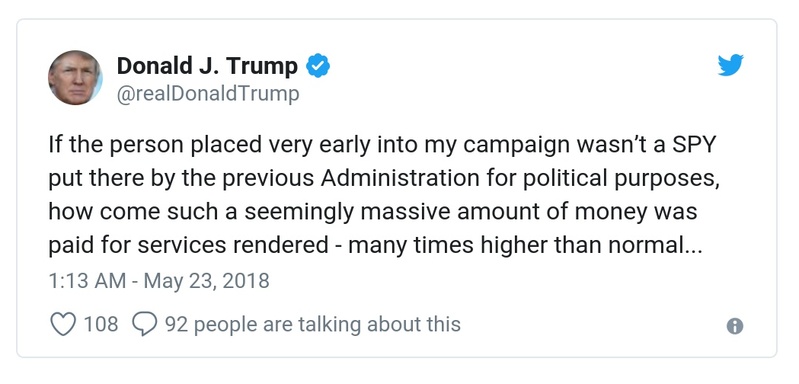 Donald J. Trump
@realDonaldTrump
If the person placed very early into my campaign wasn’t a SPY
put there by the previous Administration for political purposes,
how come such a seemingly massive amount of money was
paid for services rendered - many times higher than normal...
1:13 AM - May 23, 2018
108 92 people are talking about this